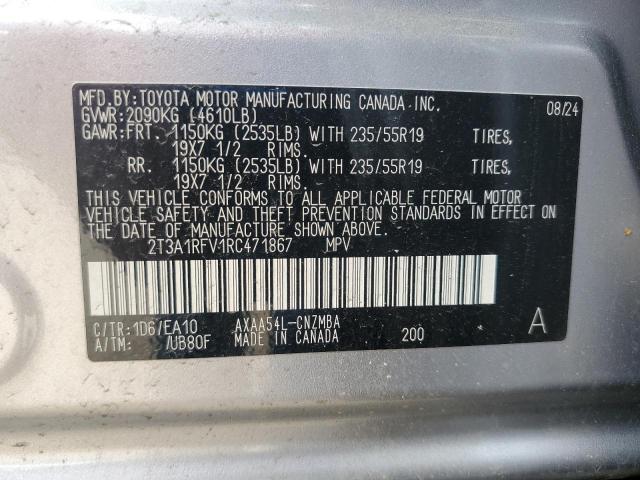 MFD.BY:TOYOTA MOTOR MANUFACTURING CANADA INC. 08/24
GVWR:2090KG (4610LB)
GAWR:FRT. 1150KG (2535LB) WITH 235/55R19 TIRES,
19X7 1/2 RIMS.
RR. 1150KG (2535LB) WITH 235/55R19 TIRES,
19X7 1/2 RIMS.
THIS VEHICLE CONFORMS TO ALL APPLICABLE FEDERAL MOTOR
VEHICLE SAFETY AND THEFT PREVENTION STANDARDS IN EFFECT ON
THE DATE OF MANUFACTURE SHOWN ABOVE.
2T3A1RFV1RC471867 MPV
C/TR:1D6/EA10 AXAA54L-CNZMBA
A/TM: /UB80F MADE IN CANADA 200 A